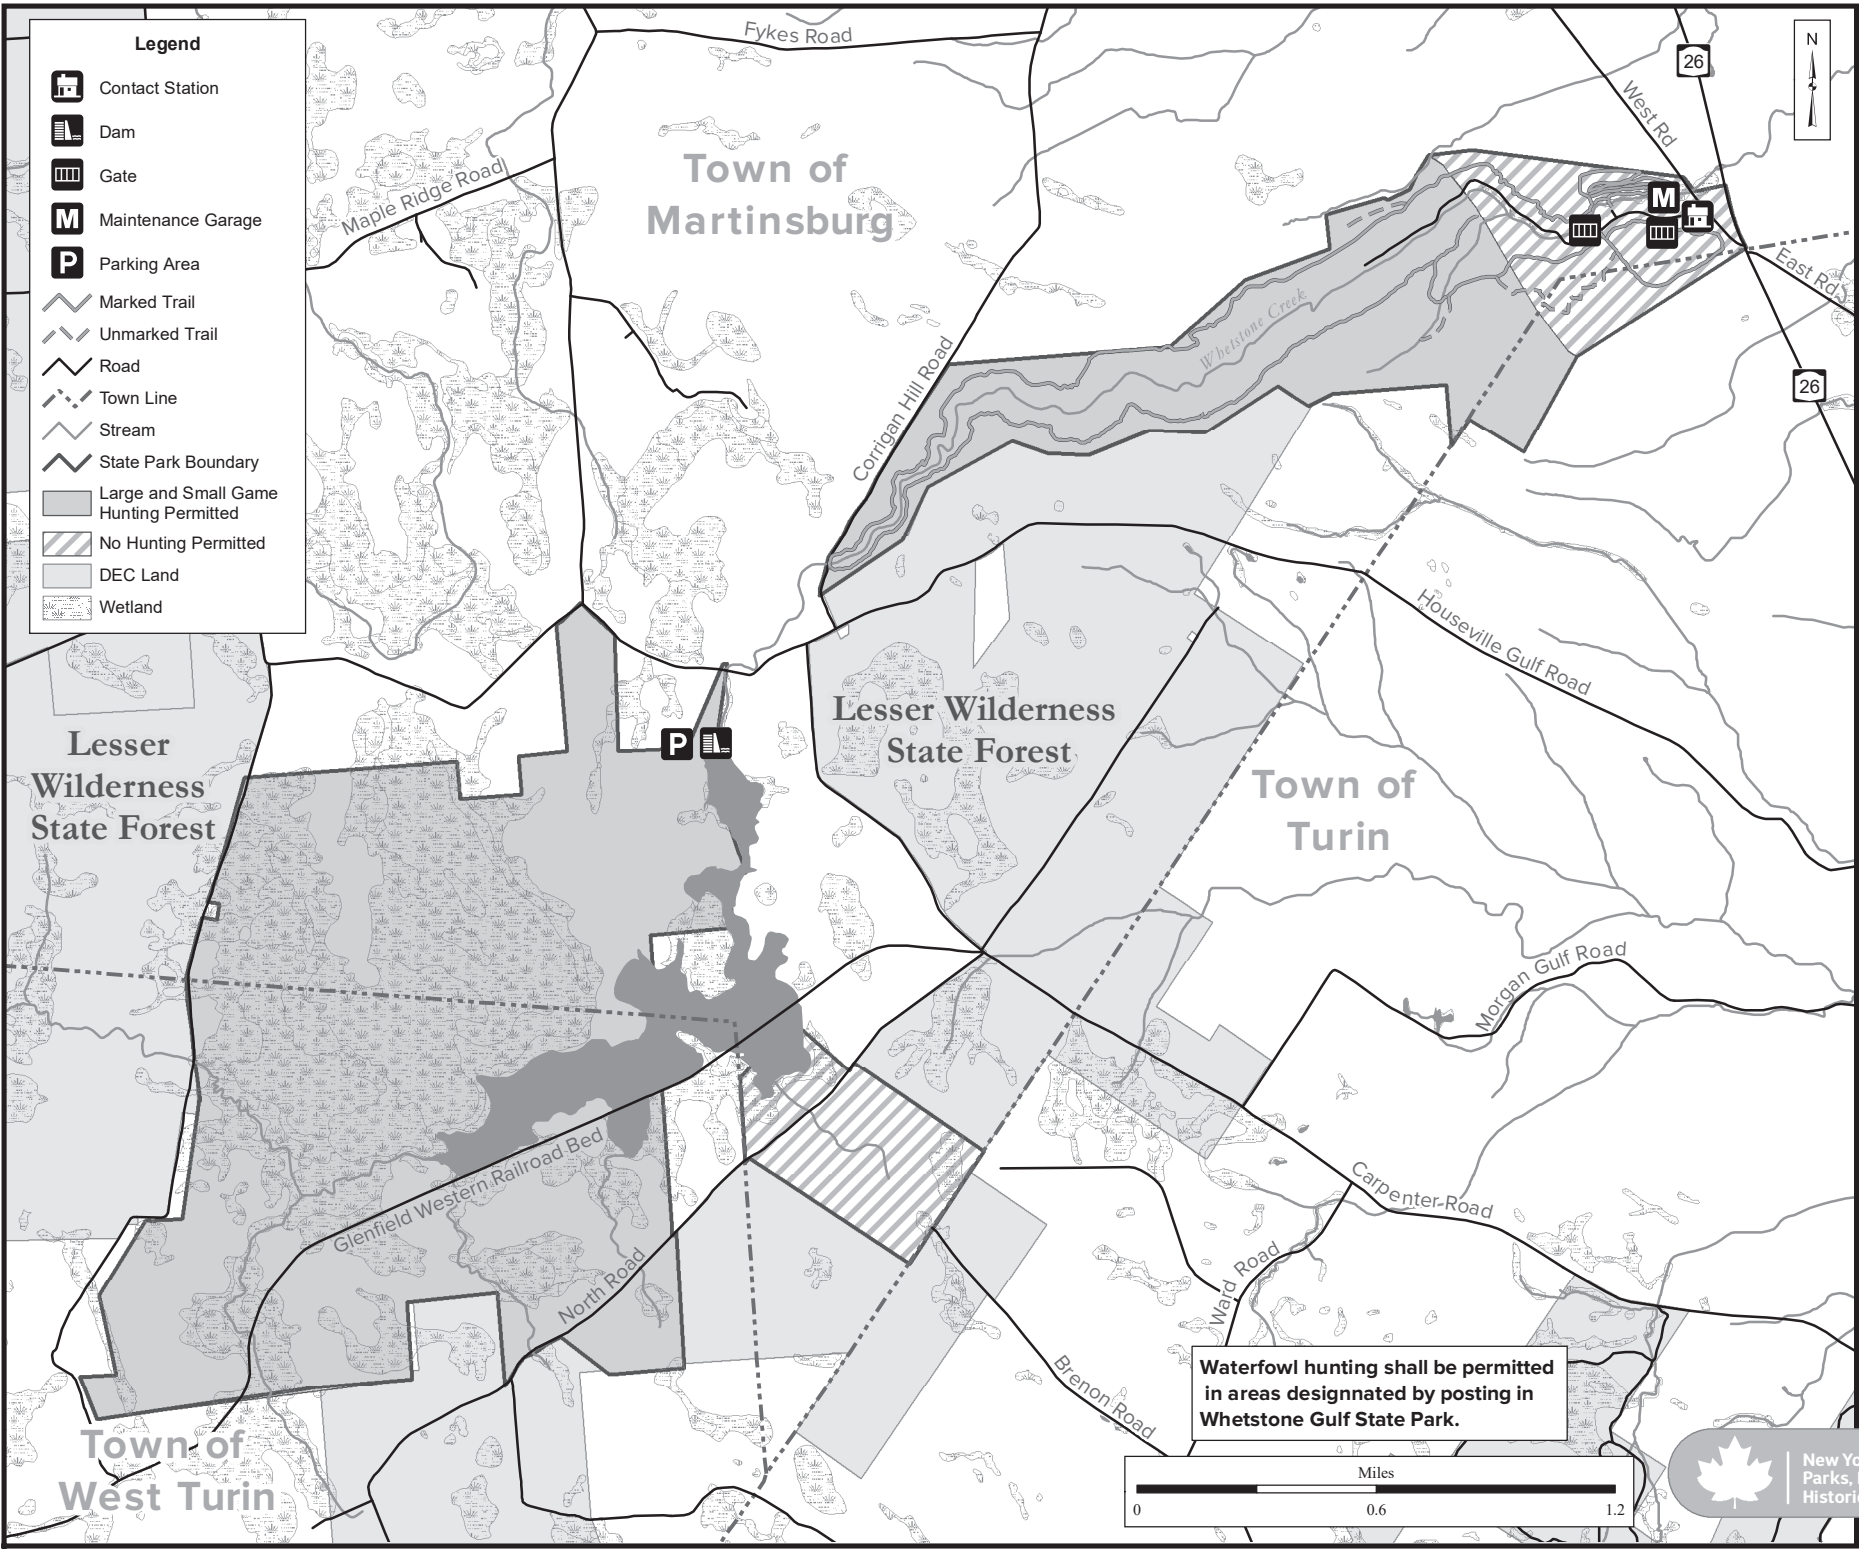 Legend
Contact Station
Dam
Gate
M
Maintenance Garage
P
Parking Area
Marked Trail
Unmarked Trail
Road
Town Line
Stream
State Park Boundary
Large and Small Game
Hunting Permitted
No Hunting Permitted
DEC Land
Wetland
Fykes Road
26
N
West Rd
Town of
Martinsburg
Maple Ridge Road
M
East Rd
Whetstone Creek
Corrigan Hill Road
26
Houseville Gulf Road
Lesser Wilderness
State Forest
Lesser
Wilderness
State Forest
P
Town of
Turin
Morgan Gulf Road
Glenfield Western Railroad Bed
North Road
Carpenter Road
Ward Road
Brenon Road
Waterfowl hunting shall be permitted
in areas designnated by posting in
Whetstone Gulf State Park.
Town of
West Turin
Miles
0
0.6
1.2
New Yo
Parks,
Histori